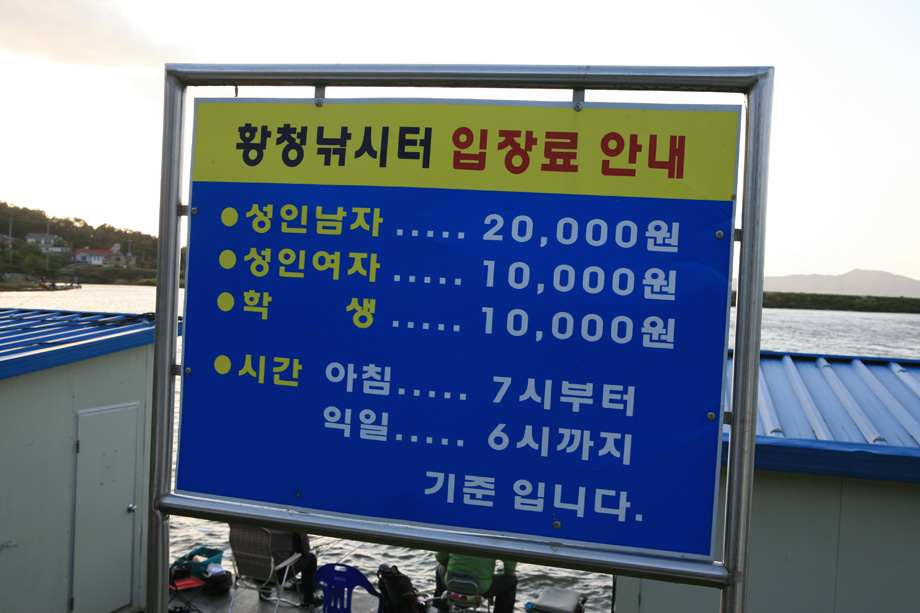 황청낚시터 입장료 안내
●성인남자 ..... 20,000원
●성인여자 ..... 10,000원
●학 생 ..... 10,000원
●시간 아침..... 7시부터
익일..... 6시까지
기준 입니다.